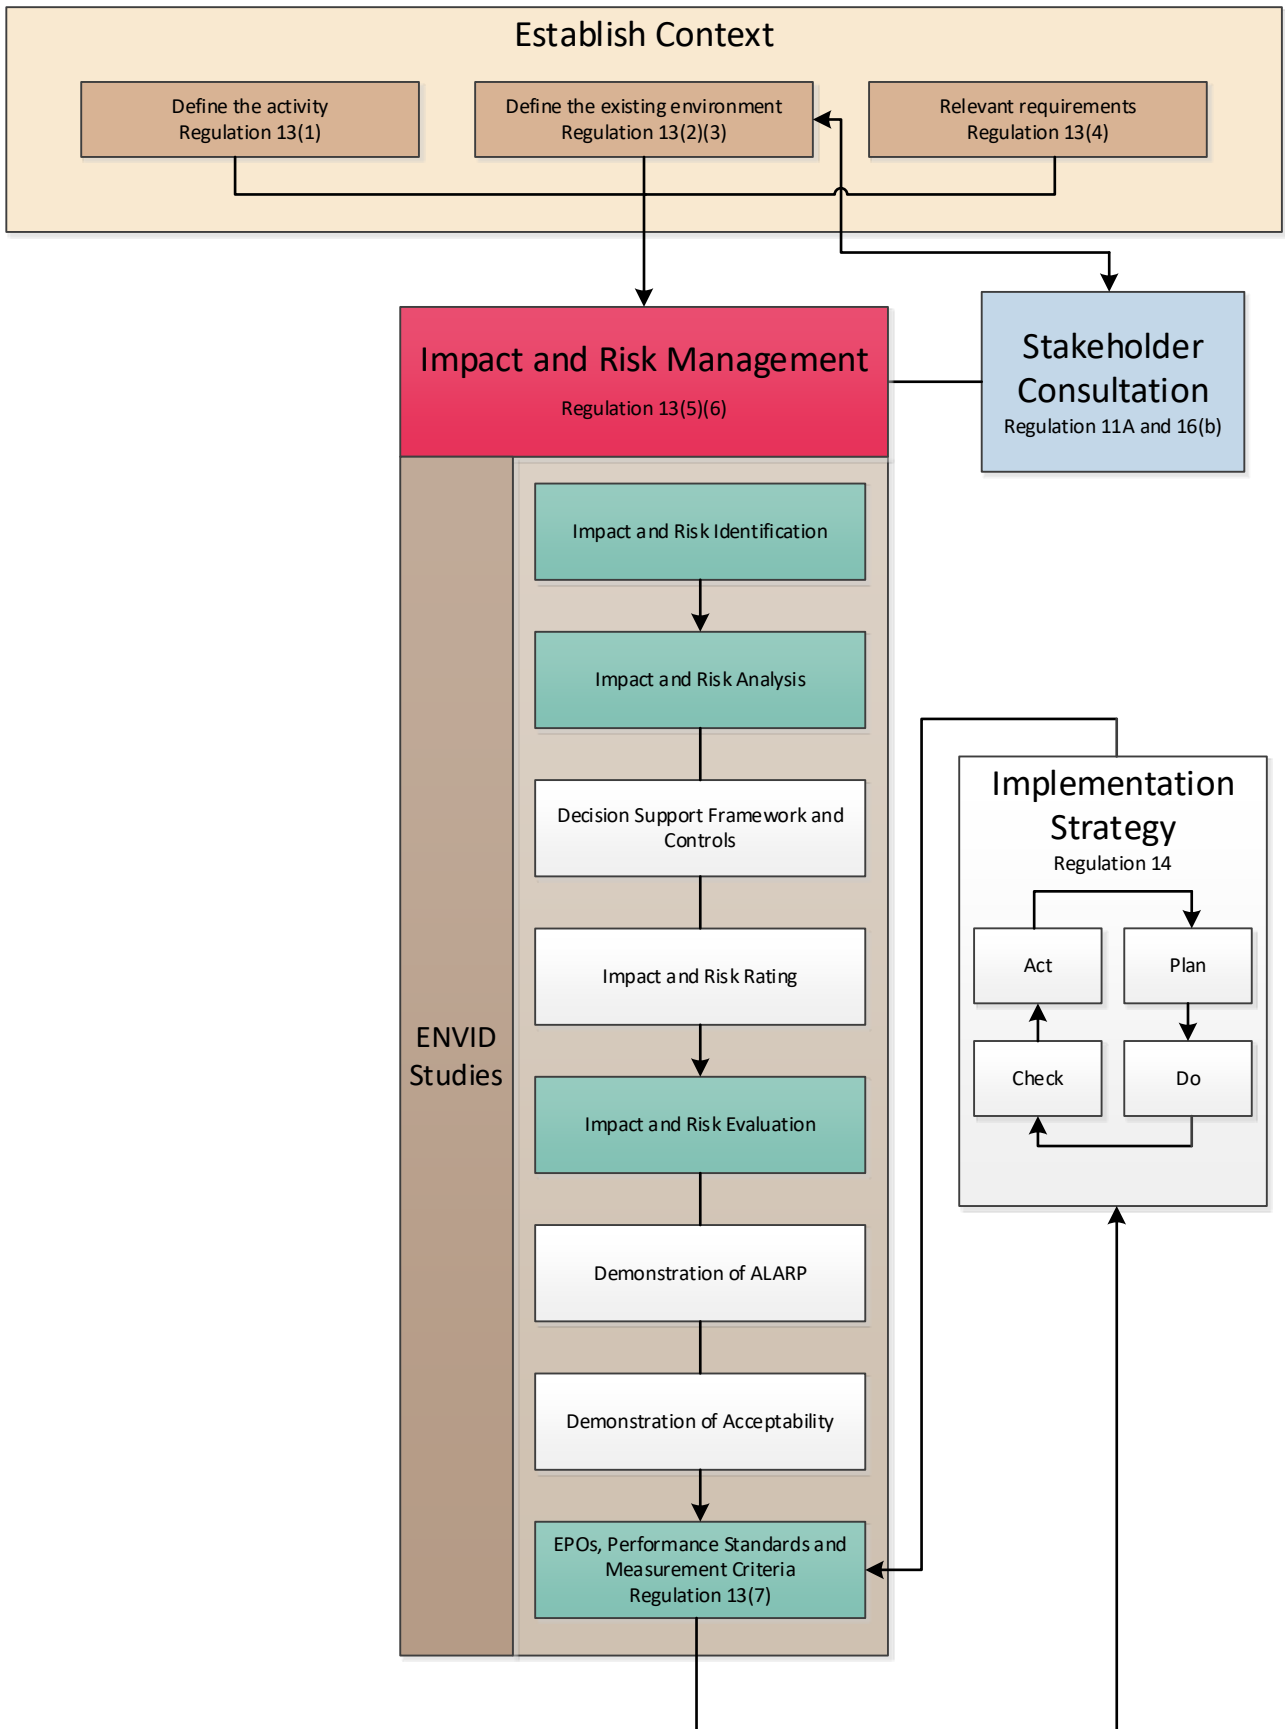 Establish Context
Define the activity
Regulation 13(1)
Define the existing environment
Regulation 13(2)(3)
Relevant requirements
Regulation 13(4)
Impact and Risk Management
Regulation 13(5)(6)
Stakeholder
Consultation
Regulation 11A and 16(b)
ENVID
Studies
Impact and Risk Identification
Impact and Risk Analysis
Decision Support Framework and
Controls
Impact and Risk Rating
Impact and Risk Evaluation
Demonstration of ALARP
Demonstration of Acceptability
EPOs, Performance Standards and
Measurement Criteria
Regulation 13(7)
Implementation
Strategy
Regulation 14
Act
Plan
Check
Do